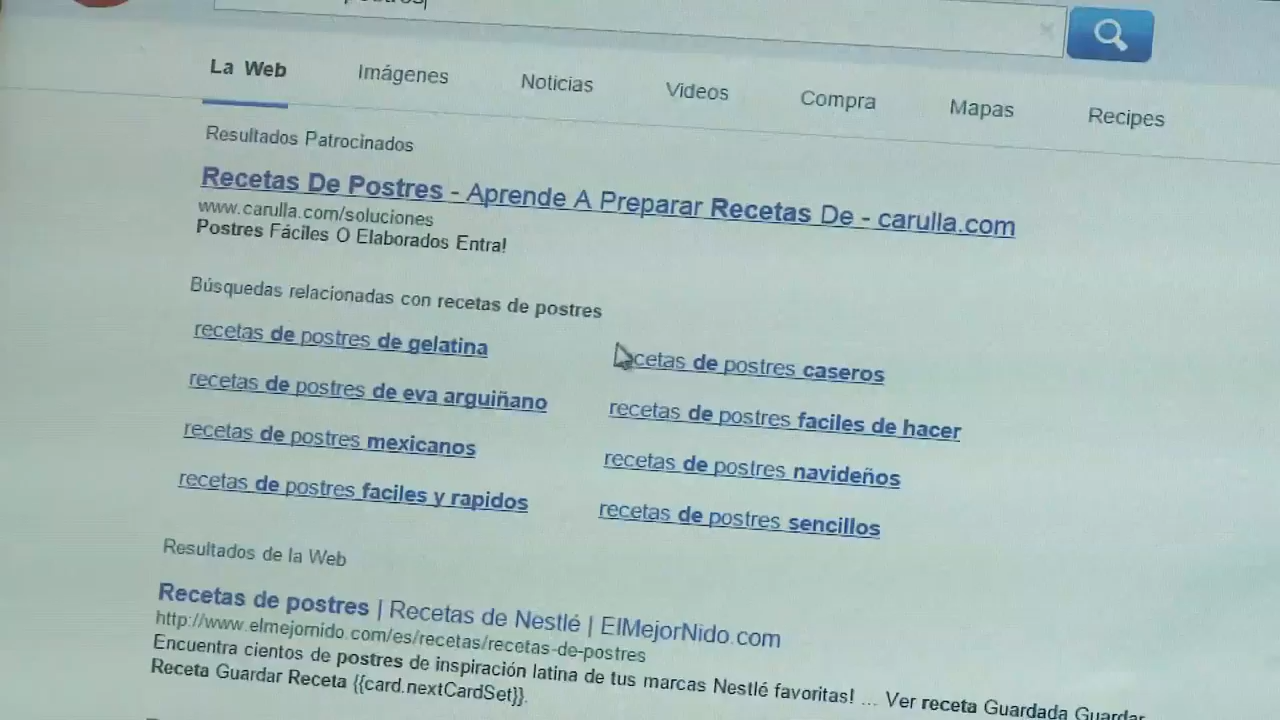 La Web Imágenes Noticias Videos Compra Mapas Recipes
Resultados Patrocinados
Recetas De Postres - Aprende A Preparar Recetas De - carulla.com
www.carulla.com/soluciones
Postres Fáciles O Elaborados Entra!
Búsquedas relacionadas con recetas de postres
recetas de postres de gelatina
recetas de postres caseros
recetas de postres de eva arguiñano
recetas de postres faciles de hacer
recetas de postres mexicanos
recetas de postres navideños
recetas de postres faciles y rapidos
recetas de postres sencillos
Resultados de la Web
Recetas de postres | Recetas de Nestlé | ElMejorNido.com
http://www.elmejornido.com/es/recetas/recetas-de-postres
Encuentra cientos de postres de inspiración latina de tus marcas Nestlé favoritas! ... Ver receta Guardada Guardar
Receta Guardar Receta {{card.nextCardSet}}.